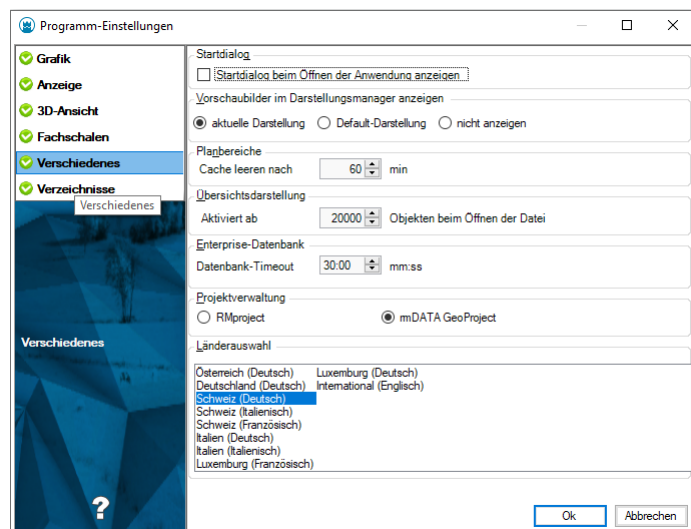 Programm-Einstellungen
Grafik
Anzeige
3D-Ansicht
Fachschalen
Verschiedenes
Verzeichnisse
Verschiedenes
Verschiedenes
?
Startdialog
Startdialog beim Öffnen der Anwendung anzeigen
Vorschaubilder im Darstellungsmanager anzeigen
aktuelle Darstellung Default-Darstellung nicht anzeigen
Planbereiche
Cache leeren nach 60 min
Übersichtsdarstellung
Aktiviert ab 20000 Objekten beim Öffnen der Datei
Enterprise-Datenbank
Datenbank-Timeout 30:00 mm:ss
Projektverwaltung
RMproject mDATA GeoProject
Länderauswahl
Österreich (Deutsch) Luxemburg (Deutsch)
Deutschland (Deutsch) International (Englisch)
Schweiz (Deutsch)
Schweiz (Italienisch)
Schweiz (Französisch)
Italien (Deutsch)
Italien (Italienisch)
Luxemburg (Französisch)
Ok Abbrechen